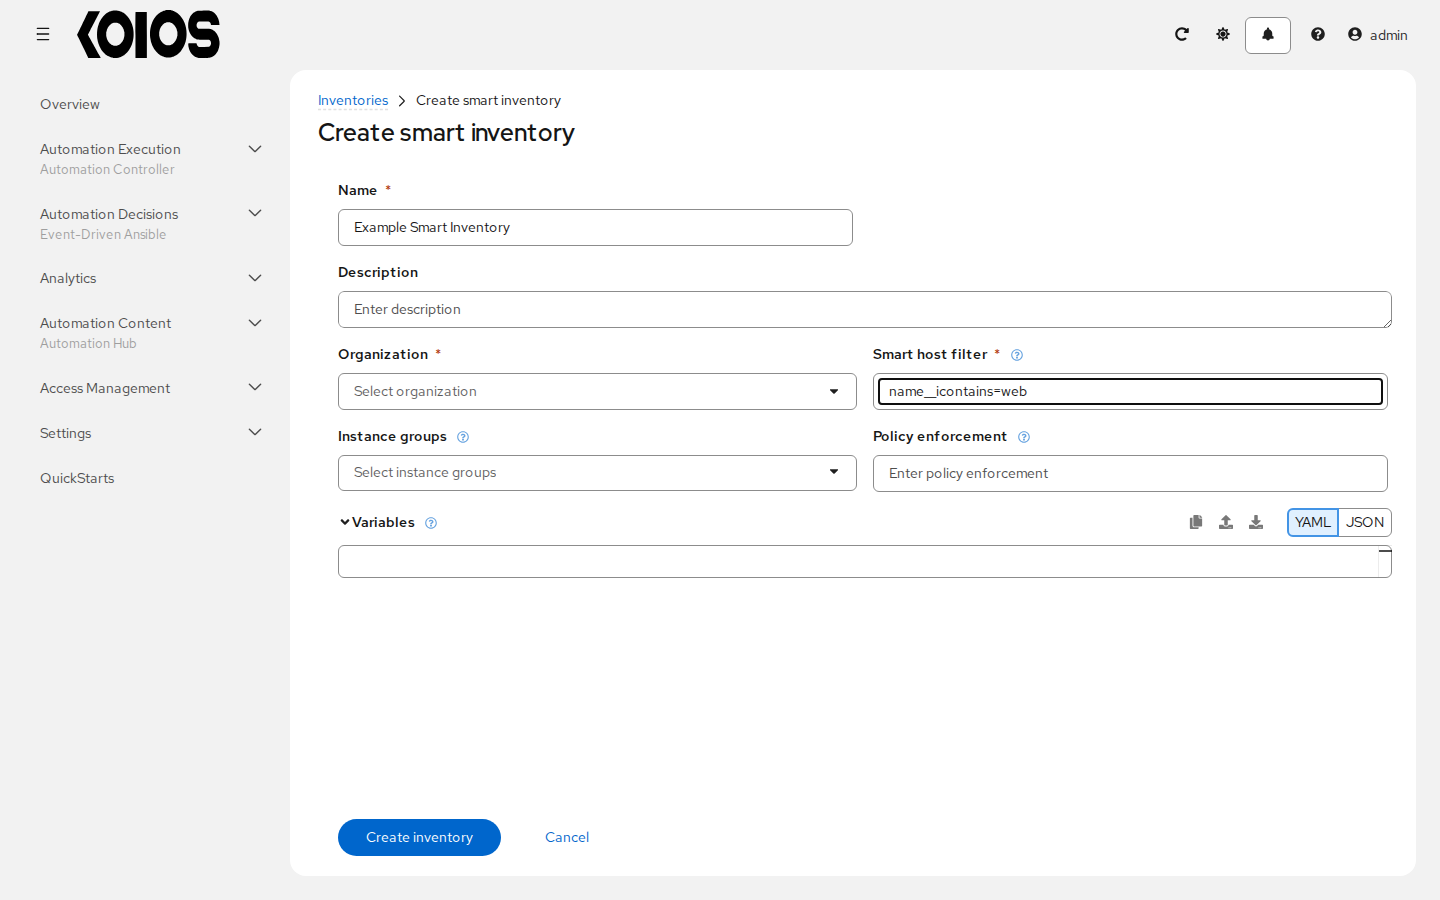 KOIOS
admin
Overview
Automation Execution
Automation Controller
Automation Decisions
Event-Driven Ansible
Analytics
Automation Content
Automation Hub
Access Management
Settings
QuickStarts
Inventories
Create smart inventory
Create smart inventory
Name *
Example Smart Inventory
Description
Enter description
Organization *
Smart host filter *
Select organization
name__icontains=web
Instance groups
Policy enforcement
Select instance groups
Enter policy enforcement
Variables
YAML
JSON
Create inventory
Cancel